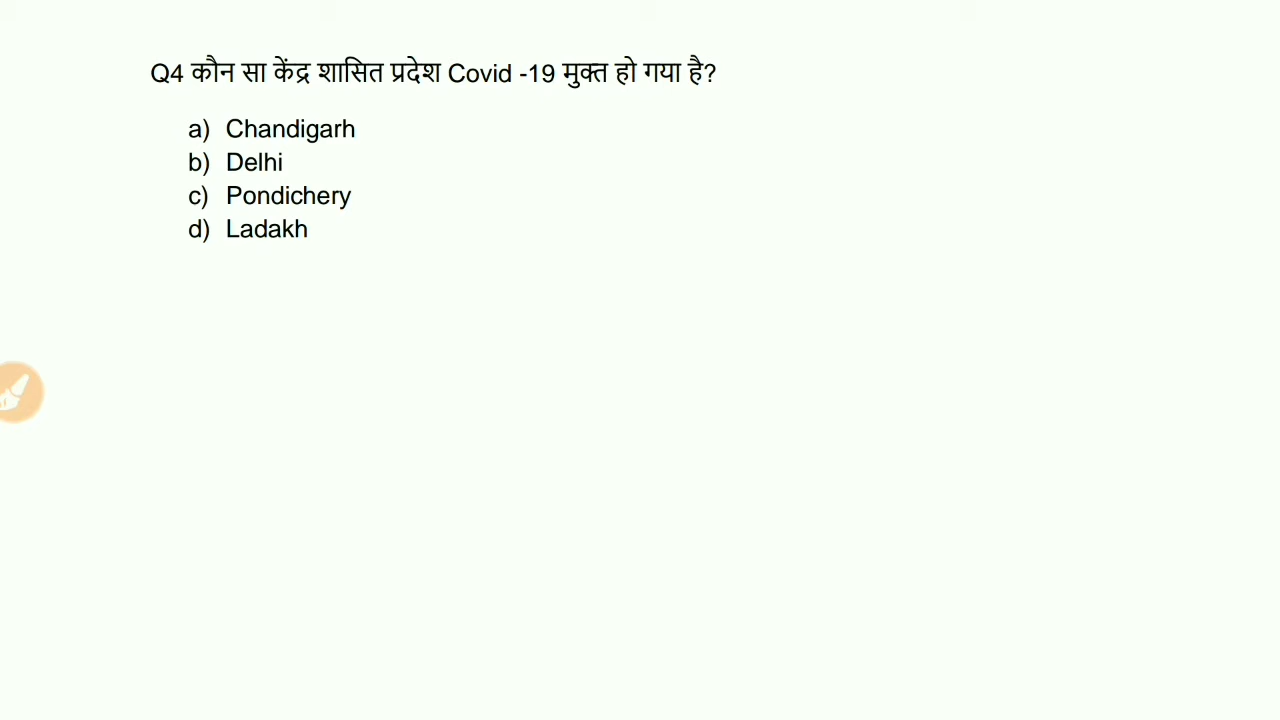 Q4 कौन सा केंद्र शासित प्रदेश Covid -19 मुक्त हो गया है?
a) Chandigarh
b) Delhi
c) Pondichery
d) Ladakh